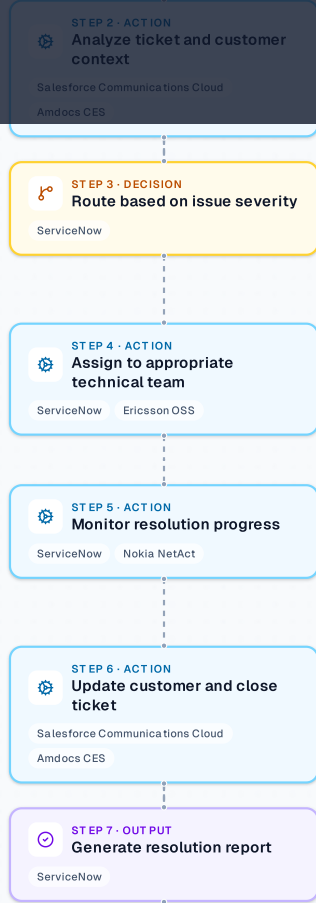 STEP 2 · ACTION
Analyze ticket and customer
context
Salesforce Communications Cloud
Amdocs CES
STEP 3 · DECISION
Route based on issue severity
ServiceNow
STEP 4 · ACTION
Assign to appropriate
technical team
ServiceNow Ericsson OSS
STEP 5 · ACTION
Monitor resolution progress
ServiceNow Nokia NetAct
STEP 6 · ACTION
Update customer and close
ticket
Salesforce Communications Cloud
Amdocs CES
STEP 7 · OUTPUT
Generate resolution report
ServiceNow